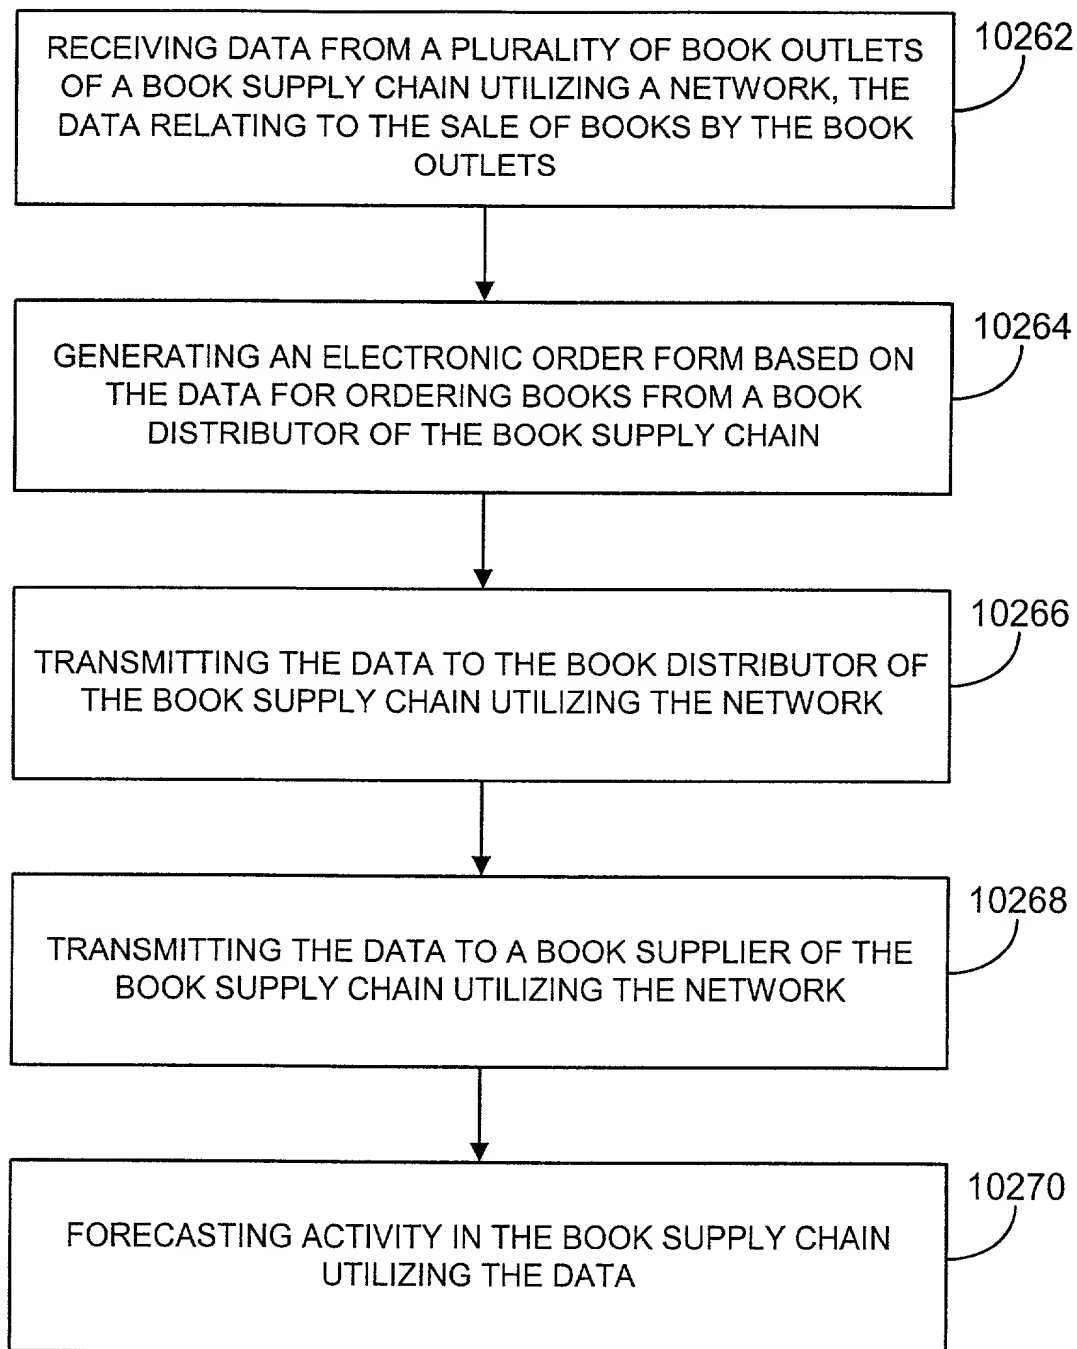 RECEIVING DATA FROM A PLURALITY OF BOOK OUTLETS
OF A BOOK SUPPLY CHAIN UTILIZING A NETWORK, THE
DATA RELATING TO THE SALE OF BOOKS BY THE BOOK
OUTLETS
10262
GENERATING AN ELECTRONIC ORDER FORM BASED ON
THE DATA FOR ORDERING BOOKS FROM A BOOK
DISTRIBUTOR OF THE BOOK SUPPLY CHAIN
10264
TRANSMITTING THE DATA TO THE BOOK DISTRIBUTOR OF
THE BOOK SUPPLY CHAIN UTILIZING THE NETWORK
10266
TRANSMITTING THE DATA TO A BOOK SUPPLIER OF THE
BOOK SUPPLY CHAIN UTILIZING THE NETWORK
10268
FORECASTING ACTIVITY IN THE BOOK SUPPLY CHAIN
UTILIZING THE DATA
10270